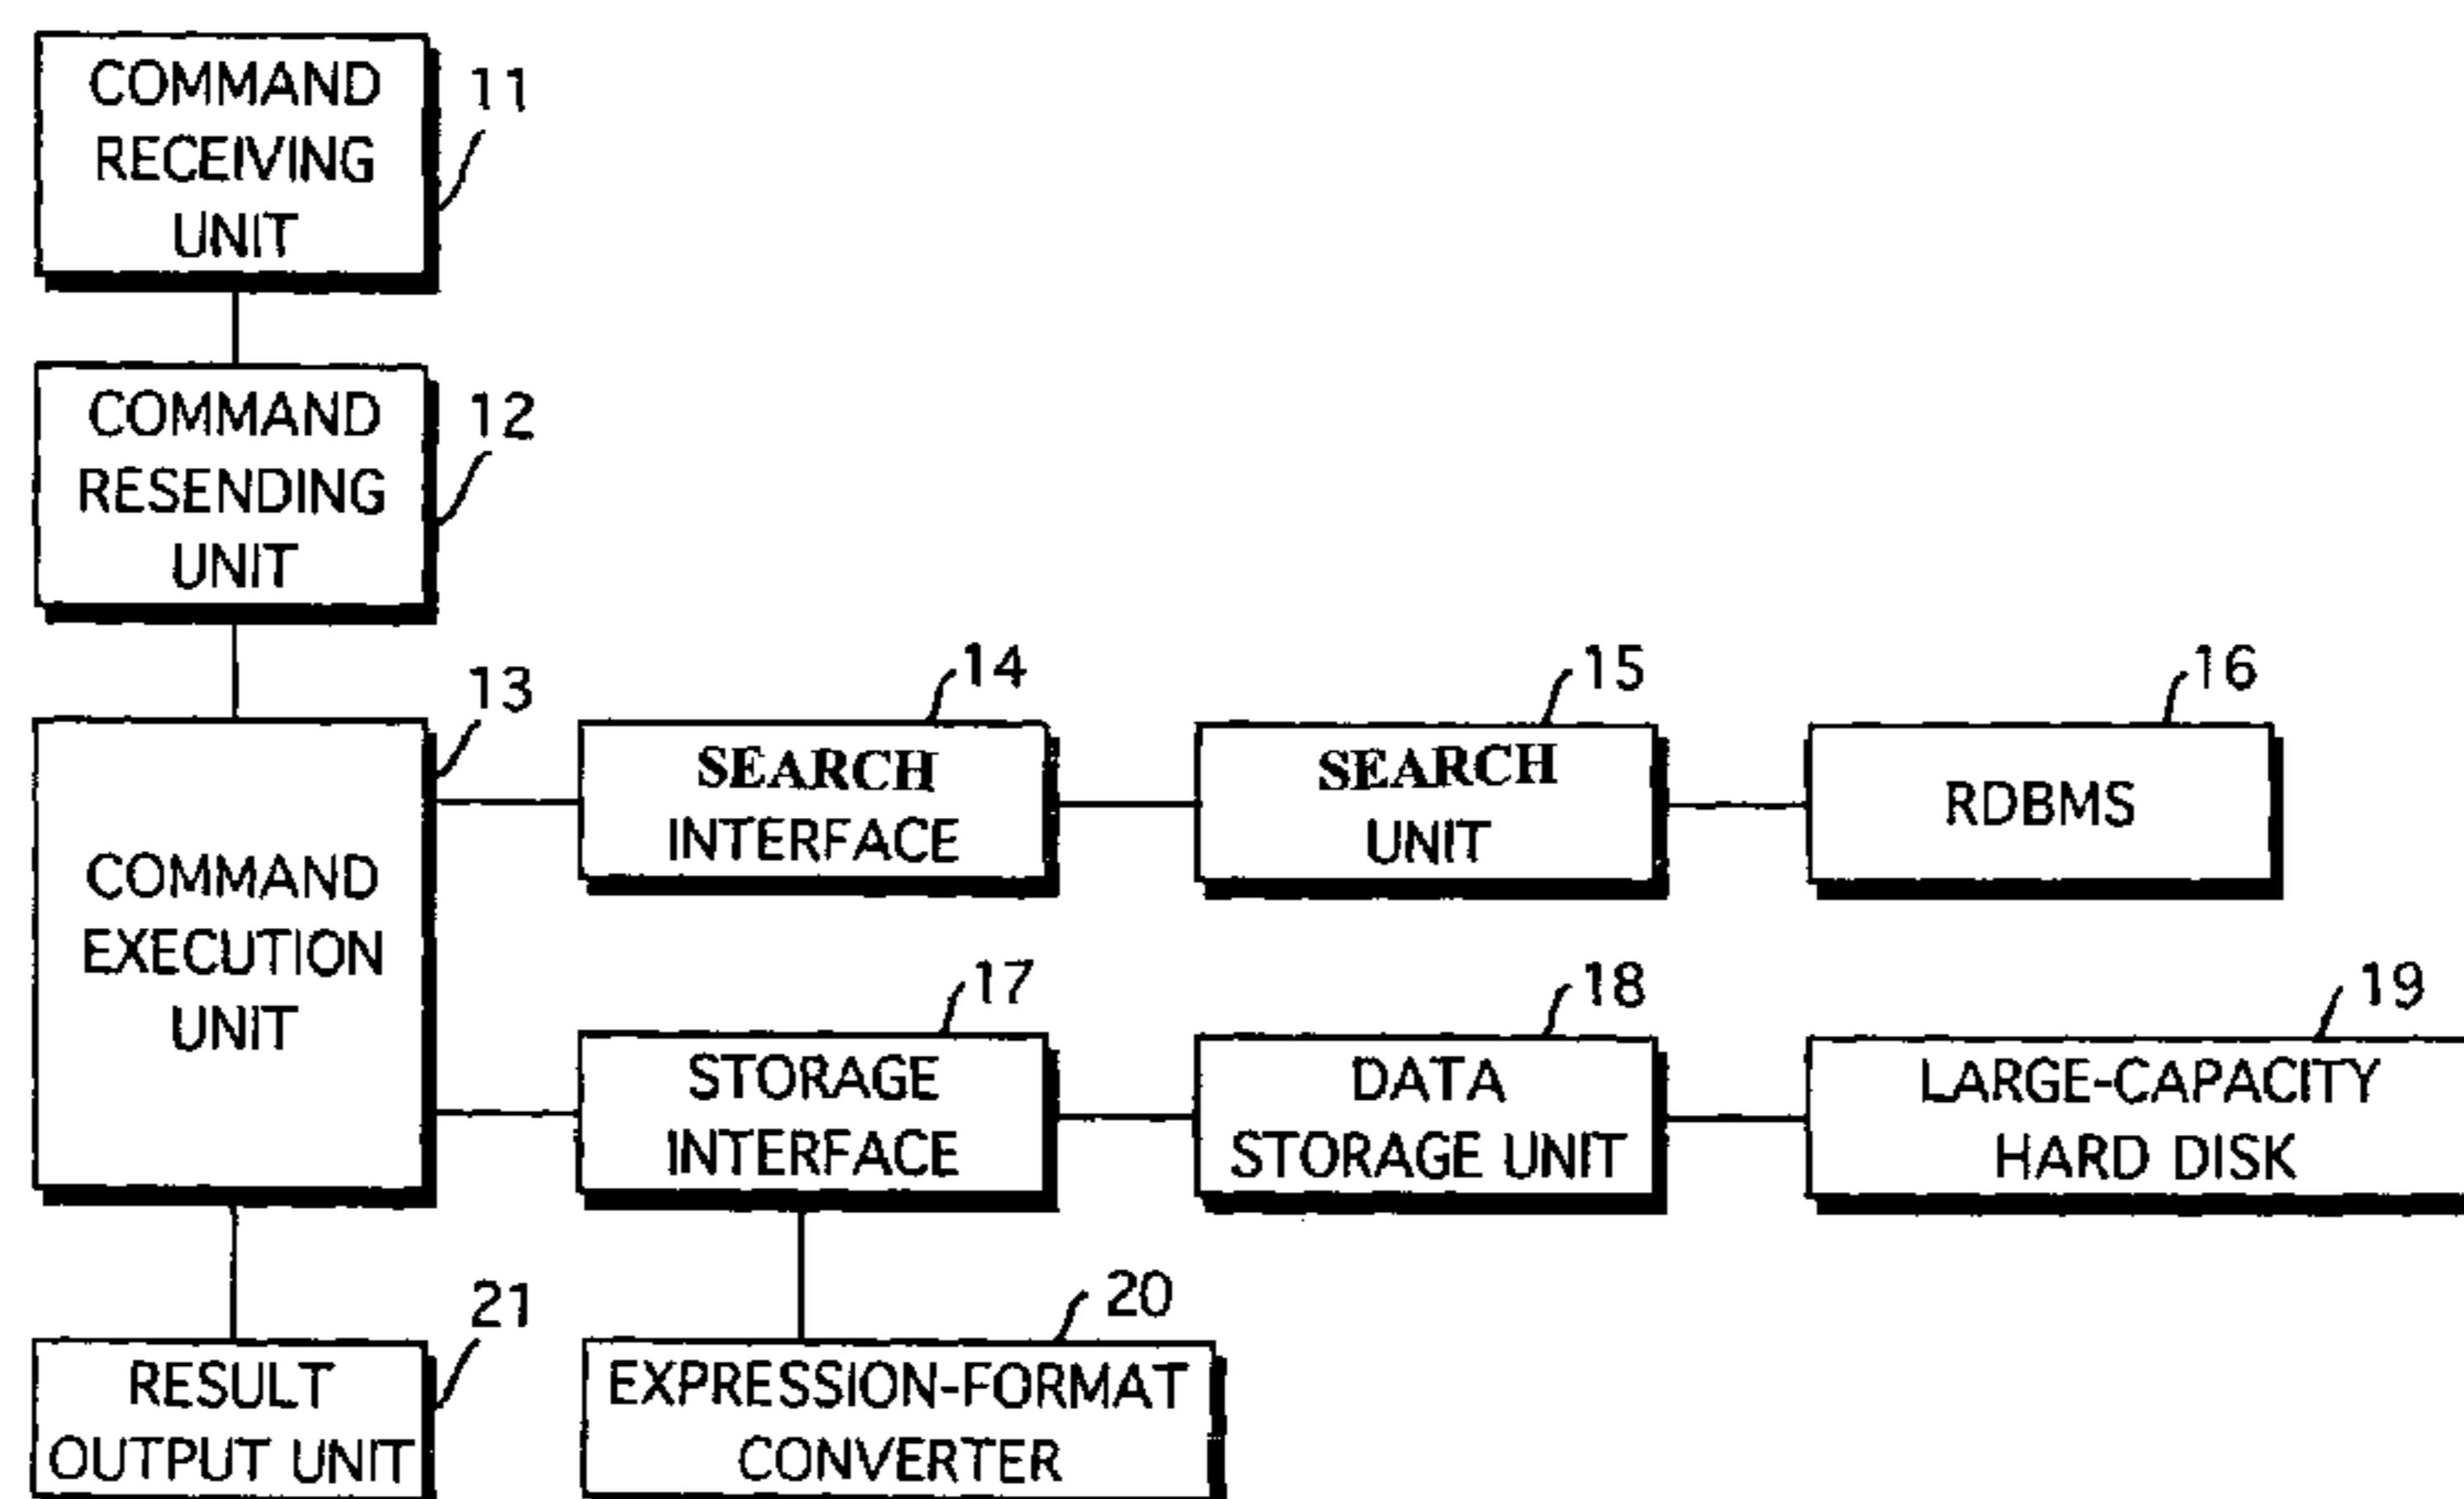 COMMAND
RECEIVING
UNIT
11
COMMAND
RESENDING
UNIT
12
COMMAND
EXECUTION
UNIT
13
SEARCH
INTERFACE
14
SEARCH
UNIT
15
RDBMS
16
STORAGE
INTERFACE
17
DATA
STORAGE UNIT
18
LARGE-CAPACITY
HARD DISK
19
EXPRESSION-FORMAT
CONVERTER
20
RESULT
OUTPUT UNIT
21